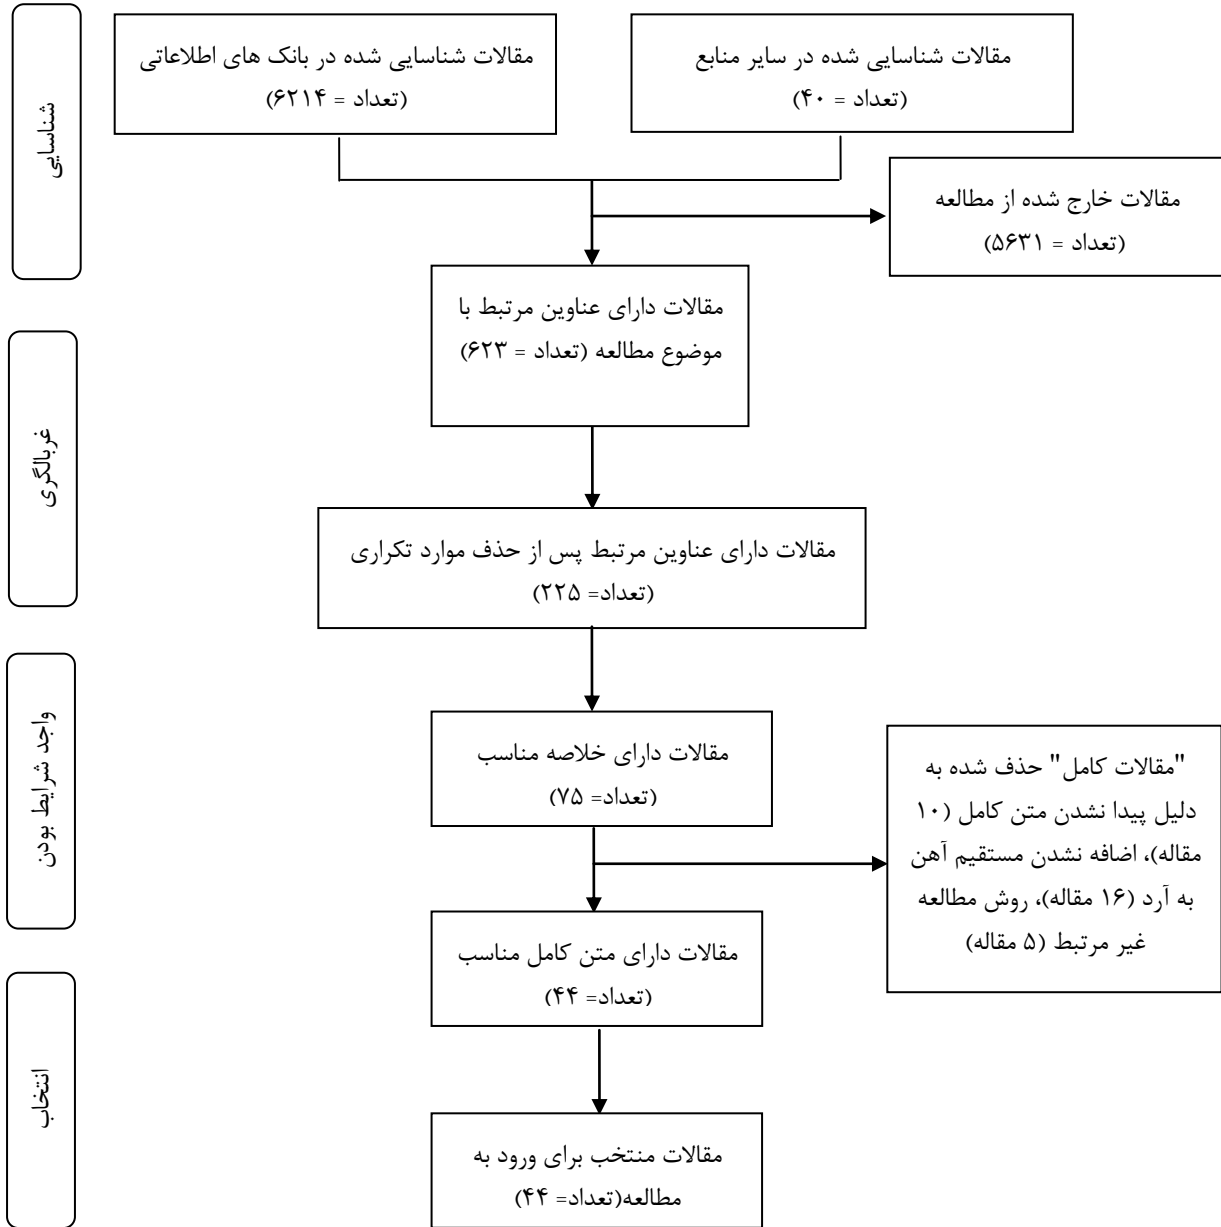 شناسایی
مقالات شناسایی شده در بانک های اطلاعاتی
(تعداد = ۶۲۱۴)
مقالات شناسایی شده در سایر منابع
(تعداد = ۴۰)
مقالات خارج شده از مطالعه
(تعداد = ۵۶۳۱)
مقالات دارای عناوین مرتبط با
موضوع مطالعه (تعداد = ۶۲۳)
غربالگری
مقالات دارای عناوین مرتبط پس از حذف موارد تکراری
(تعداد= ۲۲۵)
واجد شرایط بودن
مقالات دارای خلاصه مناسب
(تعداد= ۷۵)
"مقالات کامل" حذف شده به
دلیل پیدا نشدن متن کامل (۱۰
مقاله)، اضافه نشدن مستقیم آهن
به آرد (۱۶ مقاله)، روش مطالعه
غیر مرتبط (۵ مقاله)
مقالات دارای متن کامل مناسب
(تعداد= ۴۴)
انتخاب
مقالات منتخب برای ورود به
مطالعه(تعداد= ۴۴)